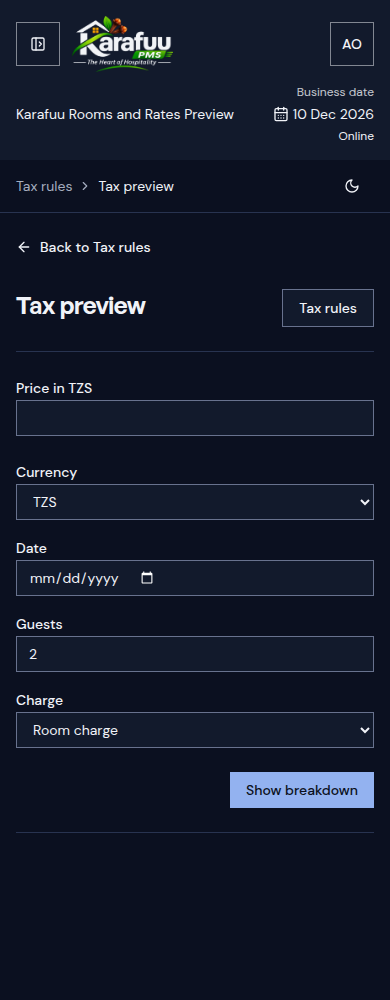 Karafuu
PMS
The Heart of Hospitality
AO
Business date
Karafuu Rooms and Rates Preview
10 Dec 2026
Online
Tax rules
Tax preview
Back to Tax rules
Tax preview
Tax rules
Price in TZS
Currency
TZS
Date
mm/dd/yyyy
Guests
2
Charge
Room charge
Show breakdown